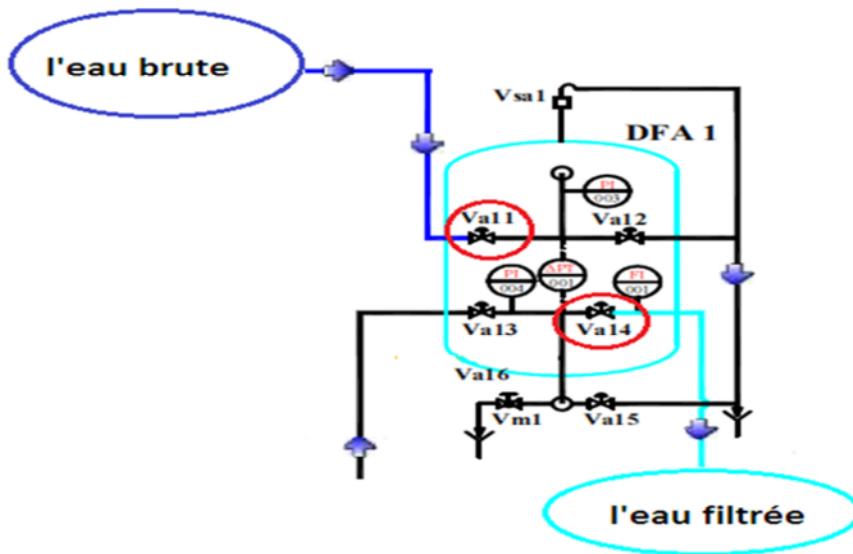 l'eau brute
Vsa1
DFA 1
PI
003
Va11
Va12
PI
004
ΔPT
001
FI
001
Va13
Va14
Va16
Vm1
Va15
l'eau filtrée